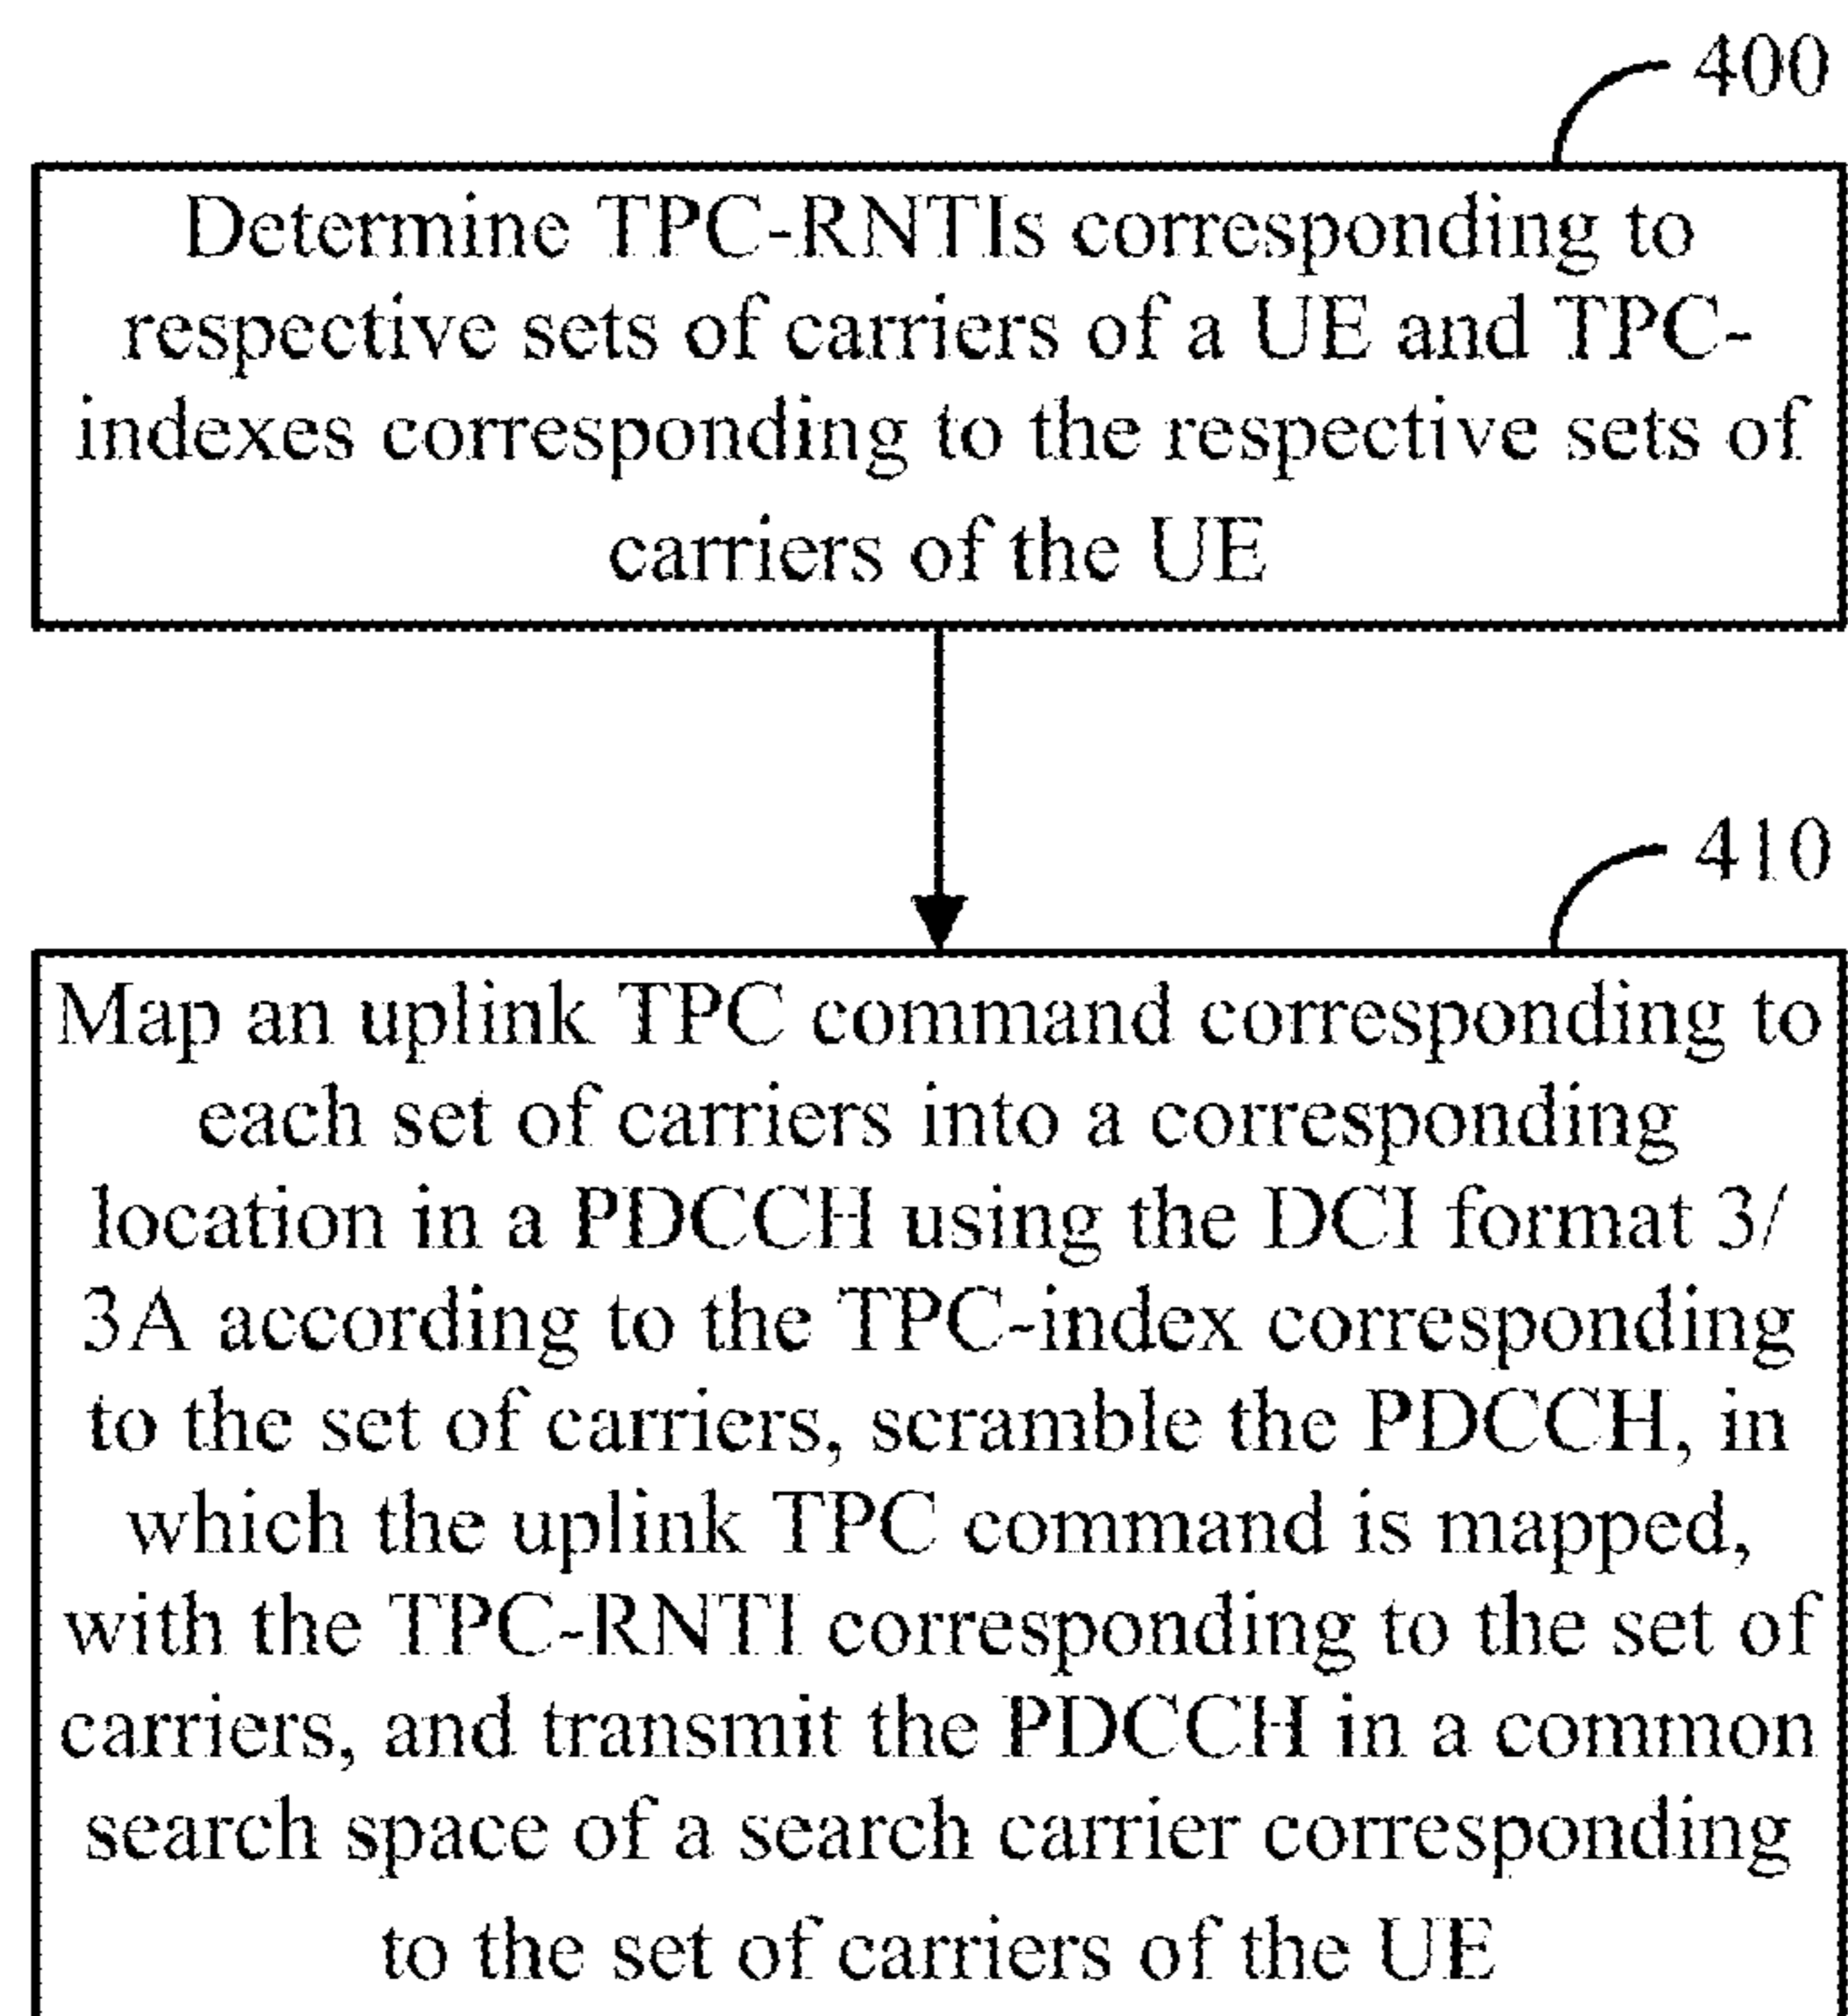 400
Determine TPC-RNTIs corresponding to
respective sets of carriers of a UE and TPC-
indexes corresponding to the respective sets of
carriers of the UE
410
Map an uplink TPC command corresponding to
each set of carriers into a corresponding
location in a PDCCH using the DCI format 3/
3A according to the TPC-index corresponding
to the set of carriers, scramble the PDCCH, in
which the uplink TPC command is mapped,
with the TPC-RNTI corresponding to the set of
carriers, and transmit the PDCCH in a common
search space of a search carrier corresponding
to the set of carriers of the UE